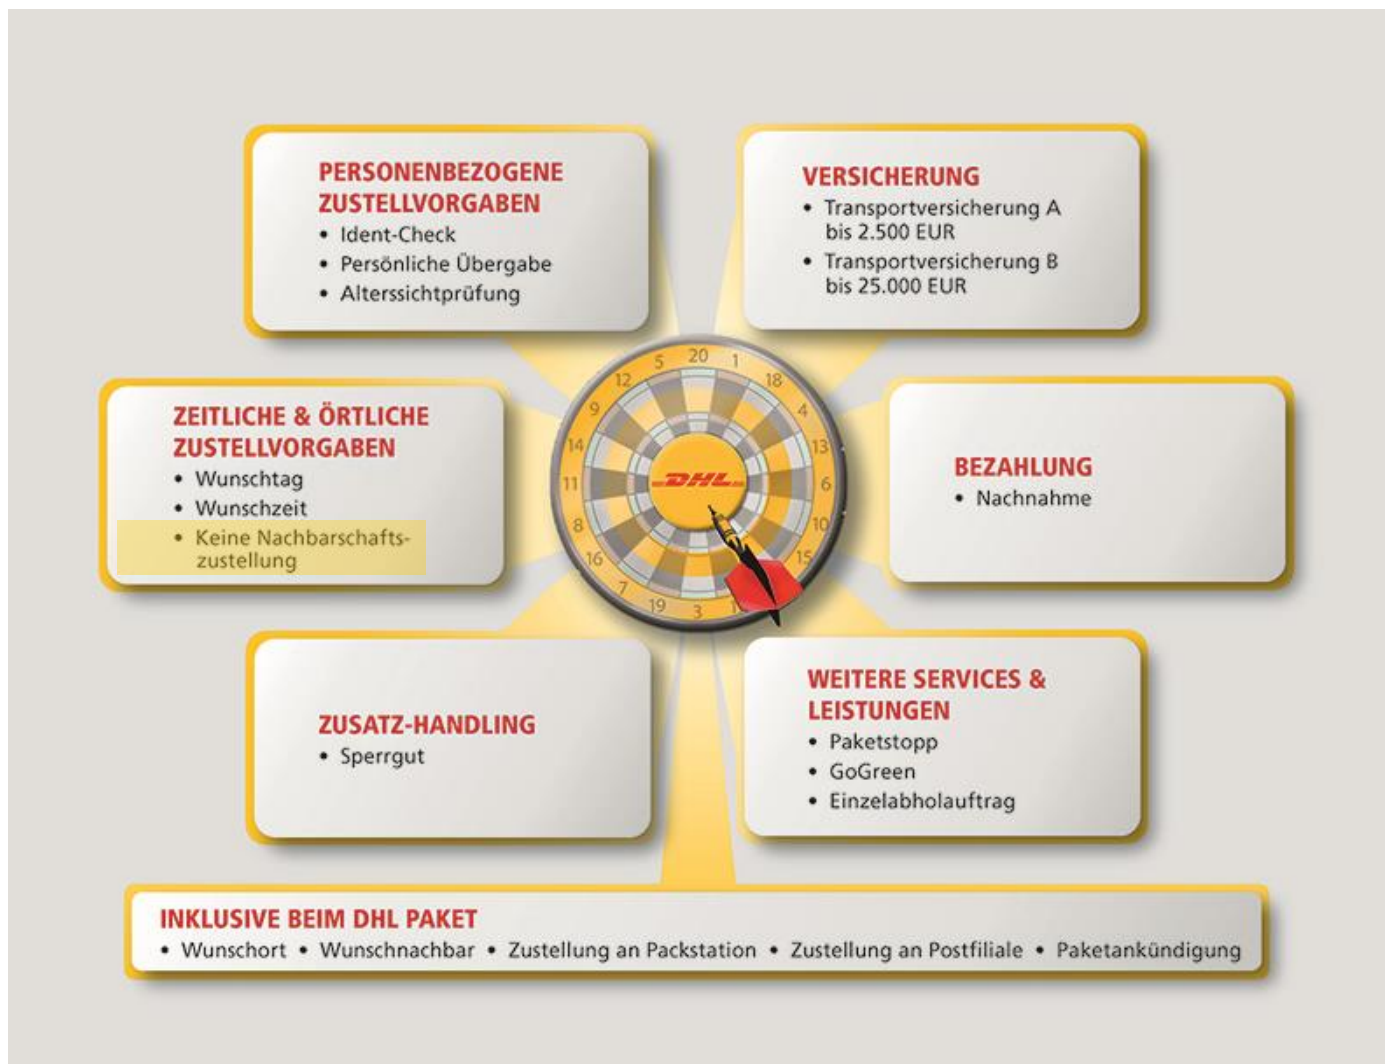 PERSONENBEZOGENE
ZUSTELLVORGABEN
• Ident-Check
• Persönliche Übergabe
• Alterssichtprüfung
VERSICHERUNG
• Transportversicherung A
bis 2.500 EUR
• Transportversicherung B
bis 25.000 EUR
ZEITLICHE & ÖRTLICHE
ZUSTELLVORGABEN
• Wunschtag
• Wunschzeit
• Keine Nachbarschafts-
zustellung
20
1
18
4
13
6
10
15
3
19
7
16
8
11
14
9
12
5
DHL
BEZAHLUNG
• Nachnahme
ZUSATZ-HANDLING
• Sperrgut
WEITERE SERVICES &
LEISTUNGEN
• Paketstopp
• GoGreen
• Einzelabholauftrag
INKLUSIVE BEIM DHL PAKET
• Wunschort • Wunschnachbar • Zustellung an Packstation • Zustellung an Postfiliale • Paketankündigung